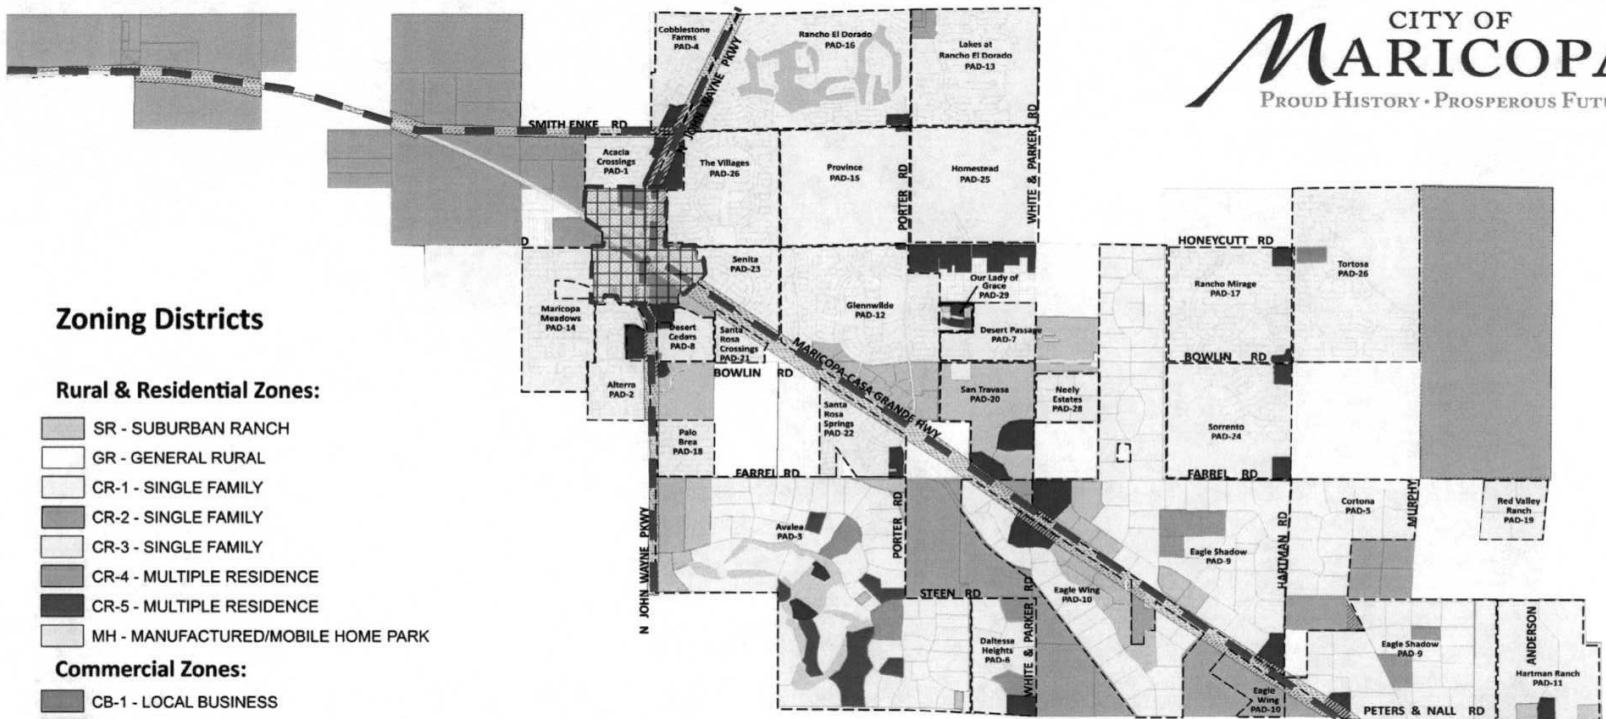 CITY OF
MARICOPA
PROUD HISTORY · PROSPEROUS FUTU
Cobblestone
Farms
PAD-4
N JOHN WAYNE PKWY
Rancho El Dorado
PAD-16
Lakes at
Rancho El Dorado
PAD-13
SMITH ENKE RD
Acacia
Crossings
PAD-1
The Villages
PAD-26
Province
PAD-15
PORTER RD
Homestead
PAD-25
WHITE & PARKER RD
D
HONEYCUTT RD
Senita
PAD-23
Our Lady of
Grace
PAD-29
Tortosa
PAD-26
Rancho Mirage
PAD-17
Maricopa
Meadows
PAD-14
Glennwilde
PAD-12
Desert
Cedars
PAD-8
Santa
Rosa
Crossings
PAD-21
Desert Passage
PAD-7
MARICOPA-CASA GRANDE HWY
BOWLIN RD
BOWLIN RD
Alterra
PAD-2
San Travasa
PAD-20
Neely
Estates
PAD-28
Santa
Rosa
Springs
PAD-22
Palo
Brea
PAD-18
Sorrento
PAD-24
FARREL RD
FARREL RD
Cortona
PAD-5
MURPHY
Red Valley
Ranch
PAD-19
N JOHN WAYNE PKWY
Avalea
PAD-3
PORTER RD
Eagle Shadow
PAD-9
HARTMAN RD
STEEN RD
Eagle Wing
PAD-10
WHITE & PARKER RD
Daltessa
Heights
PAD-6
Eagle Shadow
PAD-9
ANDERSON
Hartman Ranch
PAD-11
Eagle
Wing
PAD-10
PETERS & NALL RD
Zoning Districts
Rural & Residential Zones:
SR - SUBURBAN RANCH
GR - GENERAL RURAL
CR-1 - SINGLE FAMILY
CR-2 - SINGLE FAMILY
CR-3 - SINGLE FAMILY
CR-4 - MULTIPLE RESIDENCE
CR-5 - MULTIPLE RESIDENCE
MH - MANUFACTURED/MOBILE HOME PARK
Commercial Zones:
CB-1 - LOCAL BUSINESS